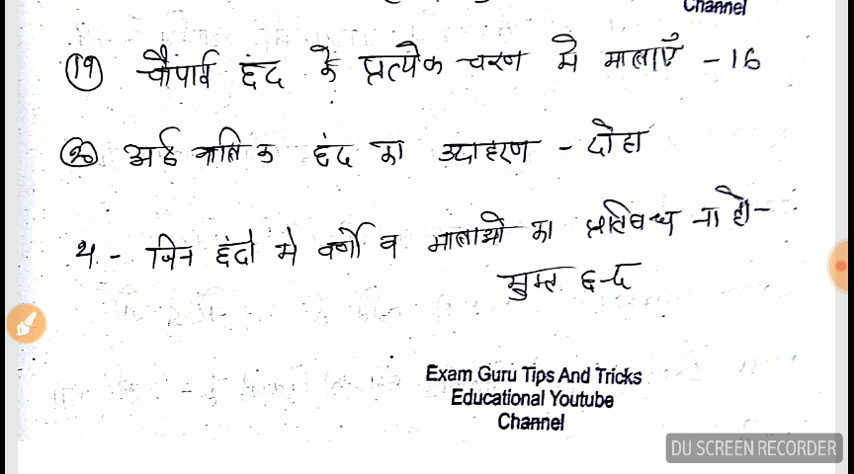 Channel
(19) चौपाई छंद के प्रत्येक चरण मे मात्राएँ - 16
(20) अर्द्ध मात्रिक छंद का उदाहरण - दोहा
२१. - जिन छंदो मे वर्णों व मात्राओ का प्रतिबन्ध ना हो -
मुक्त छन्द
Exam Guru Tips And Tricks
Educational Youtube
Channel
DU SCREEN RECORDER